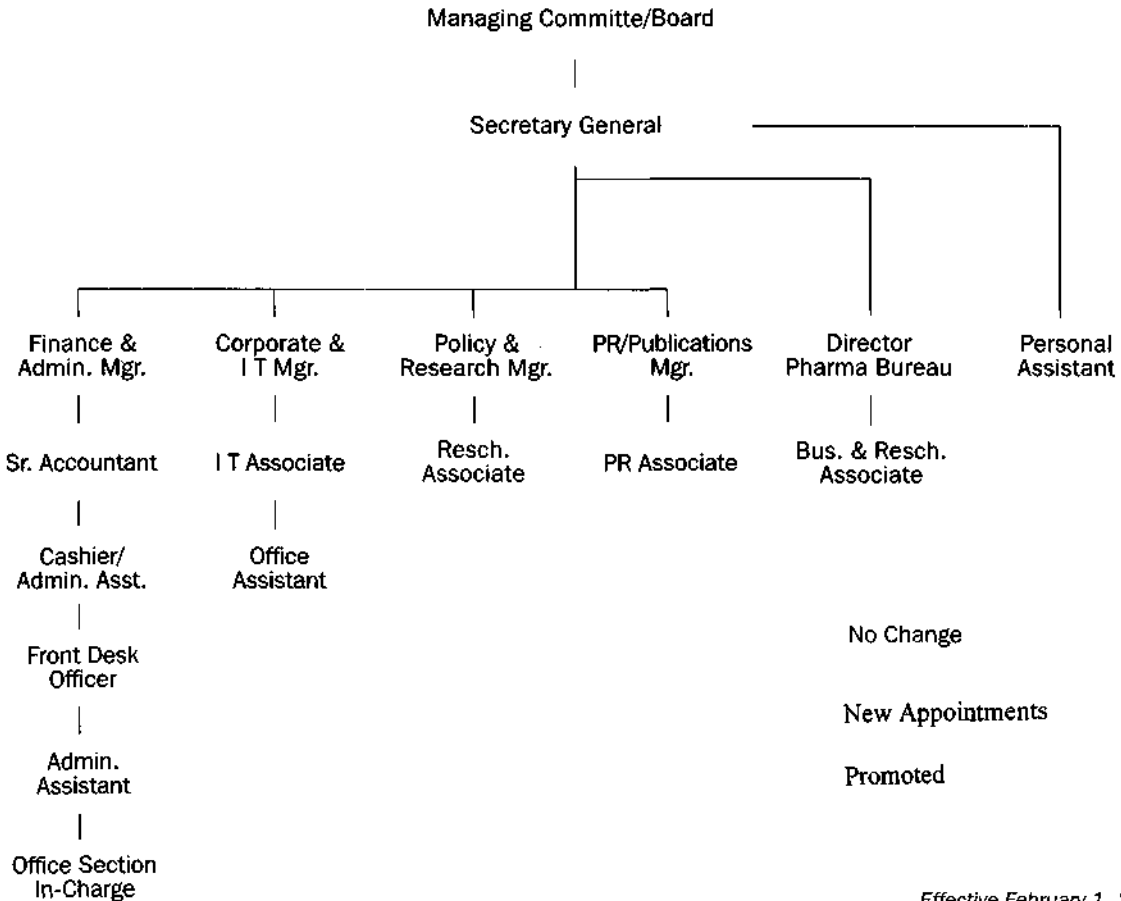 Managing Committe/Board
Secretary General
Finance &
Admin. Mgr.
Corporate &
I T Mgr.
Policy &
Research Mgr.
PR/Publications
Mgr.
Director
Pharma Bureau
Personal
Assistant
Sr. Accountant
I T Associate
Resch.
Associate
PR Associate
Bus. & Resch.
Associate
Cashier/
Admin. Asst.
Office
Assistant
Front Desk
Officer
Admin.
Assistant
Office Section
In-Charge
No Change
New Appointments
Promoted
Effective February 1,